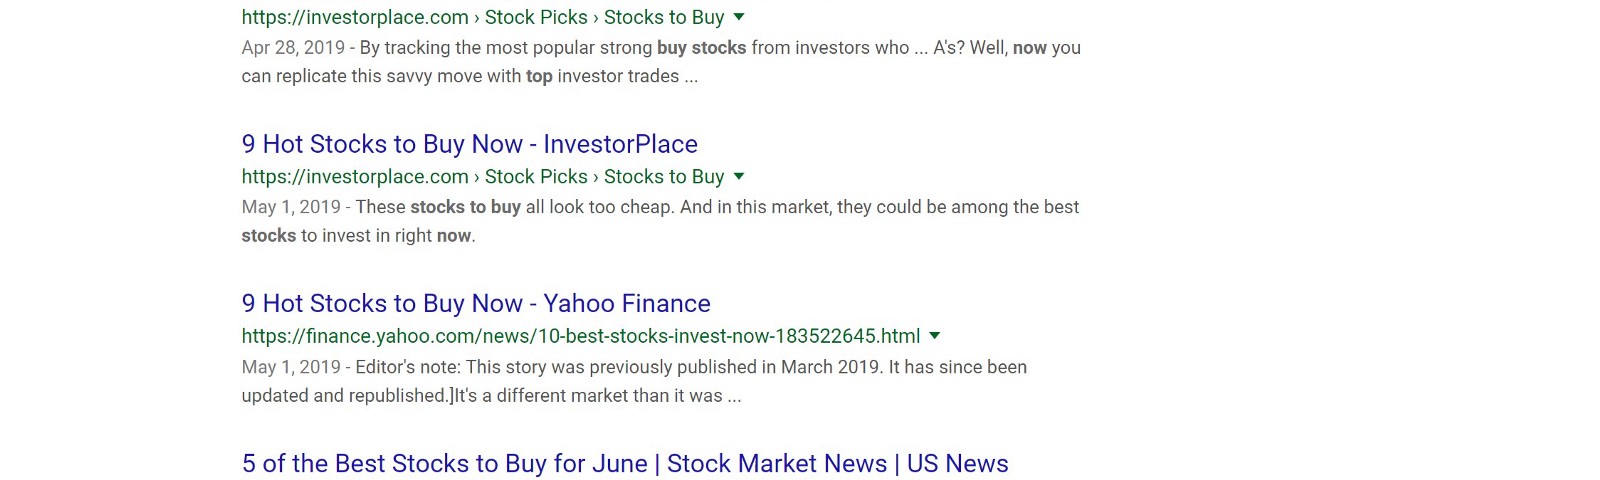 https://investorplace.com › Stock Picks › Stocks to Buy
Apr 28, 2019 - By tracking the most popular strong buy stocks from investors who ... A's? Well, now you
can replicate this savvy move with top investor trades ...
9 Hot Stocks to Buy Now - InvestorPlace
https://investorplace.com › Stock Picks › Stocks to Buy
May 1, 2019 - These stocks to buy all look too cheap. And in this market, they could be among the best
stocks to invest in right now.
9 Hot Stocks to Buy Now - Yahoo Finance
https://finance.yahoo.com/news/10-best-stocks-invest-now-183522645.html
May 1, 2019 - Editor's note: This story was previously published in March 2019. It has since been
updated and republished.]It's a different market than it was ...
5 of the Best Stocks to Buy for June | Stock Market News | US News